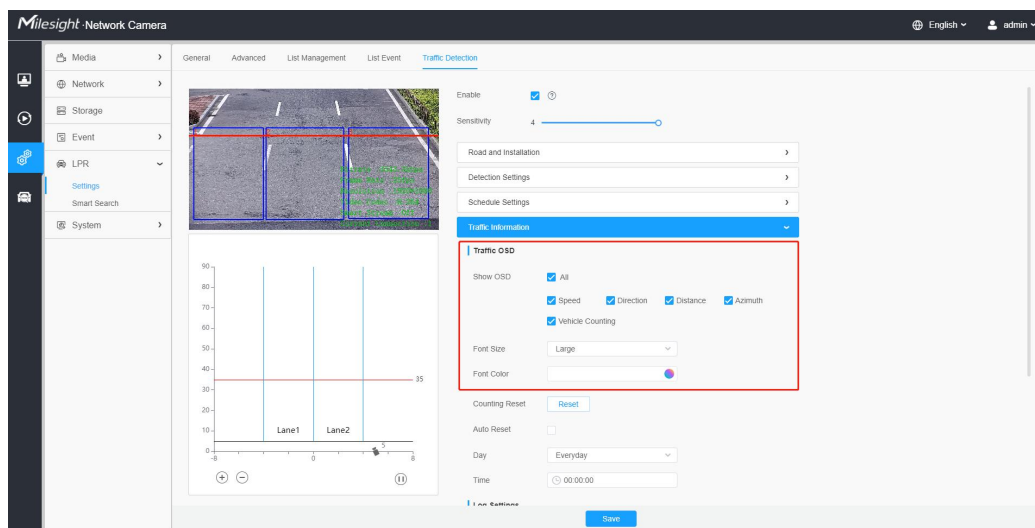 Milesight · Network Camera
English
admin
Media
Network
Storage
Event
LPR
Settings
Smart Search
System
General Advanced List Management List Event Traffic Detection
Enable
Sensitivity 4
Road and Installation
Detection Settings
Schedule Settings
Traffic Information
Traffic OSD
Show OSD All
Speed Direction Distance Azimuth
Vehicle Counting
Font Size Large
Font Color
Counting Reset Reset
Auto Reset
Day Everyday
Time 00:00:00
Log Settings
Save
90
80
70
60
50
40
35
30
20
10
Lane1 Lane2
5
0
-8 0 8